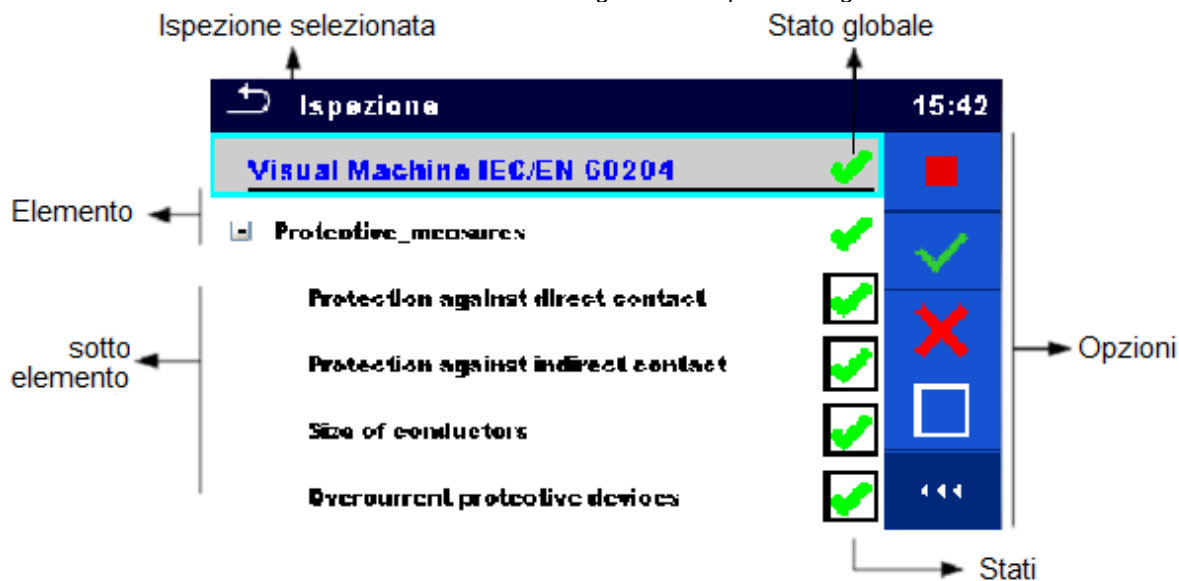 Ispezione selezionata
Stato globale
Ispezione
15:42
Visual Machine IEC/EN 60204
Elemento
Protective_measures
Protection against direct contact
sotto
elemento
Protection against indirect contact
Opzioni
Size of conductors
Overcurrent protective devices
Stati